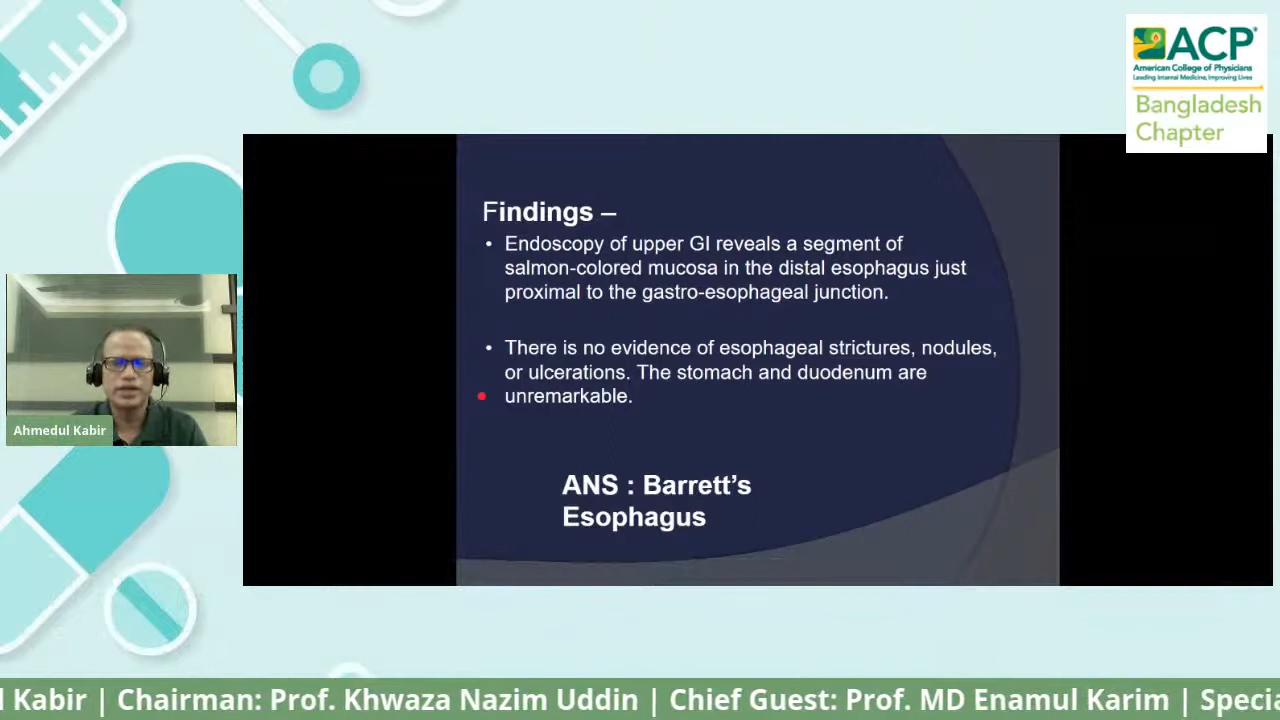 ACP
American College of Physicians
Leading Internal Medicine, Improving Lives
Bangladesh
Chapter
Findings –
• Endoscopy of upper GI reveals a segment of
salmon-colored mucosa in the distal esophagus just
proximal to the gastro-esophageal junction.
• There is no evidence of esophageal strictures, nodules,
or ulcerations. The stomach and duodenum are
unremarkable.
ANS : Barrett’s
Esophagus
Ahmedul Kabir
Kabir | Chairman: Prof. Khwaza Nazim Uddin | Chief Guest: Prof. MD Enamul Karim |